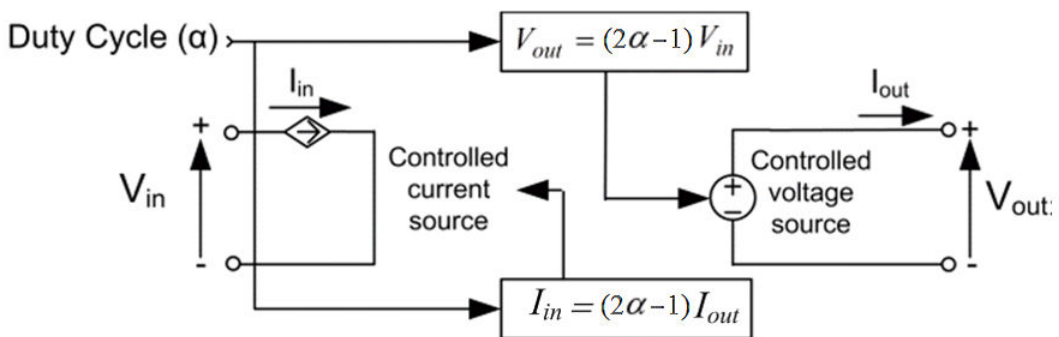 Duty Cycle (α)
V_out = (2α−1) V_in
I_in
I_out
+
+
V_in
Controlled
current
source
+
−
Controlled
voltage
source
V_out:
-
-
I_in = (2α−1) I_out